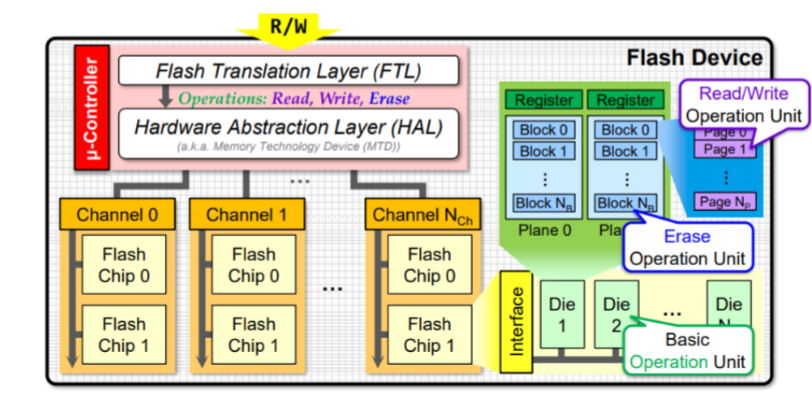 R/W
Flash Device
μ-Controller
Flash Translation Layer (FTL)
Operations: Read, Write, Erase
Hardware Abstraction Layer (HAL)
(a.k.a. Memory Technology Device (MTD))
...
Channel 0
Flash
Chip 0
Flash
Chip 1
Channel 1
Flash
Chip 0
Flash
Chip 1
...
Channel N_Ch
Flash
Chip 0
Flash
Chip 1
Register
Block 0
Block 1
⋮
Block N_B
Plane 0
Register
Block 0
Block 1
⋮
Block N_B
Read/Write
Operation Unit
Page 0
Page 1
⋮
Page N_P
Erase
Operation Unit
Interface
Die
1
Die
2
...
Die
Basic
Operation Unit